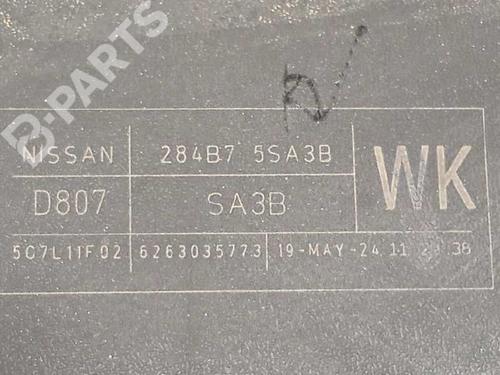 B-PARTS
NISSAN 284B7 5SA3B WK
D807 SA3B
5C7L11F02 6263035773 19-MAY-24 11 2 :38